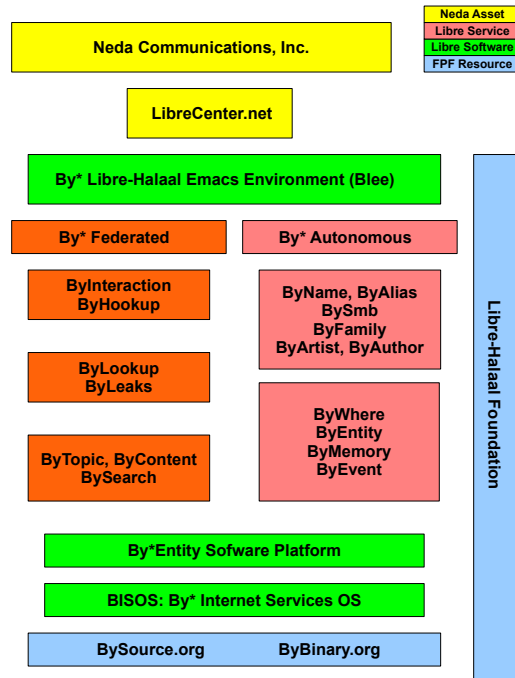 Neda Asset
Libre Service
Libre Software
FPF Resource
Neda Communications, Inc.
LibreCenter.net
By* Libre-Halaal Emacs Environment (Blee)
By* Federated
By* Autonomous
ByInteraction
ByHookup
ByName, ByAlias
BySmb
ByFamily
ByArtist, ByAuthor
ByLookup
ByLeaks
ByWhere
ByEntity
ByMemory
ByEvent
ByTopic, ByContent
BySearch
By*Entity Sofware Platform
BISOS: By* Internet Services OS
BySource.org
ByBinary.org
Libre-Halaal Foundation